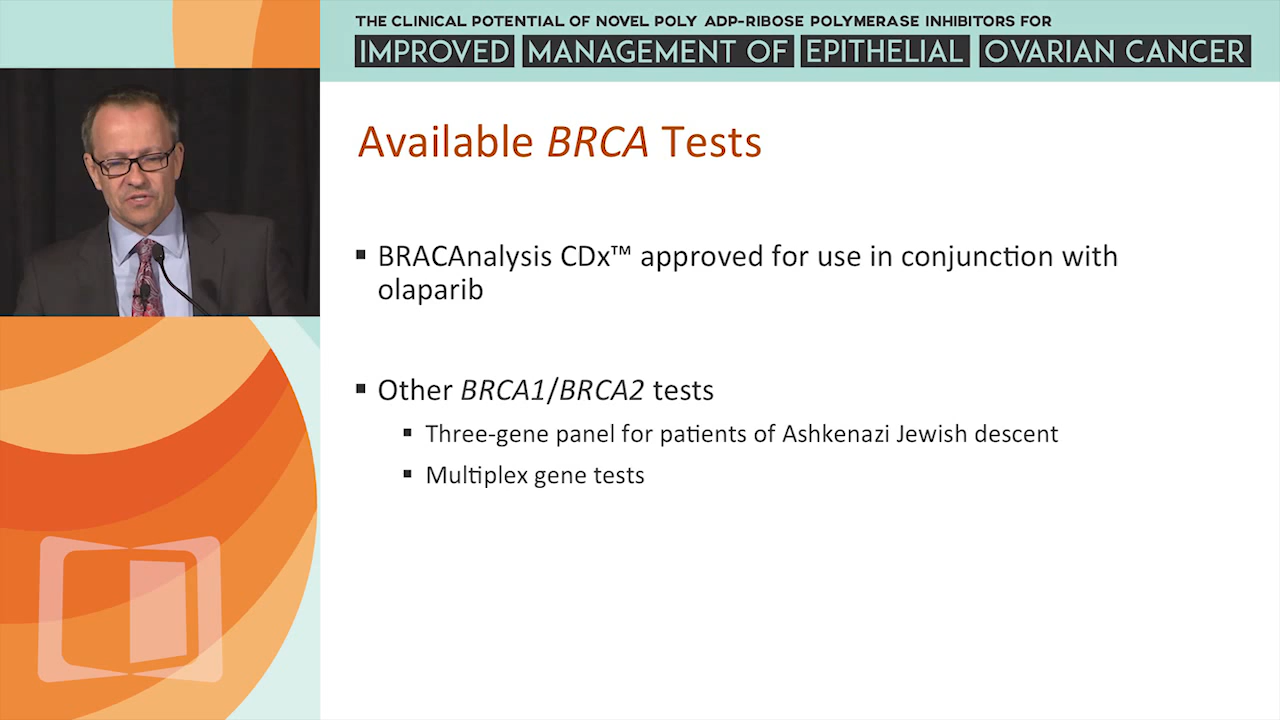 THE CLINICAL POTENTIAL OF NOVEL POLY ADP-RIBOSE POLYMERASE INHIBITORS FOR
IMPROVED MANAGEMENT OF EPITHELIAL OVARIAN CANCER
Available BRCA Tests
▪ BRACAnalysis CDx™ approved for use in conjunction with
olaparib
▪ Other BRCA1/BRCA2 tests
▪ Three-gene panel for patients of Ashkenazi Jewish descent
▪ Multiplex gene tests